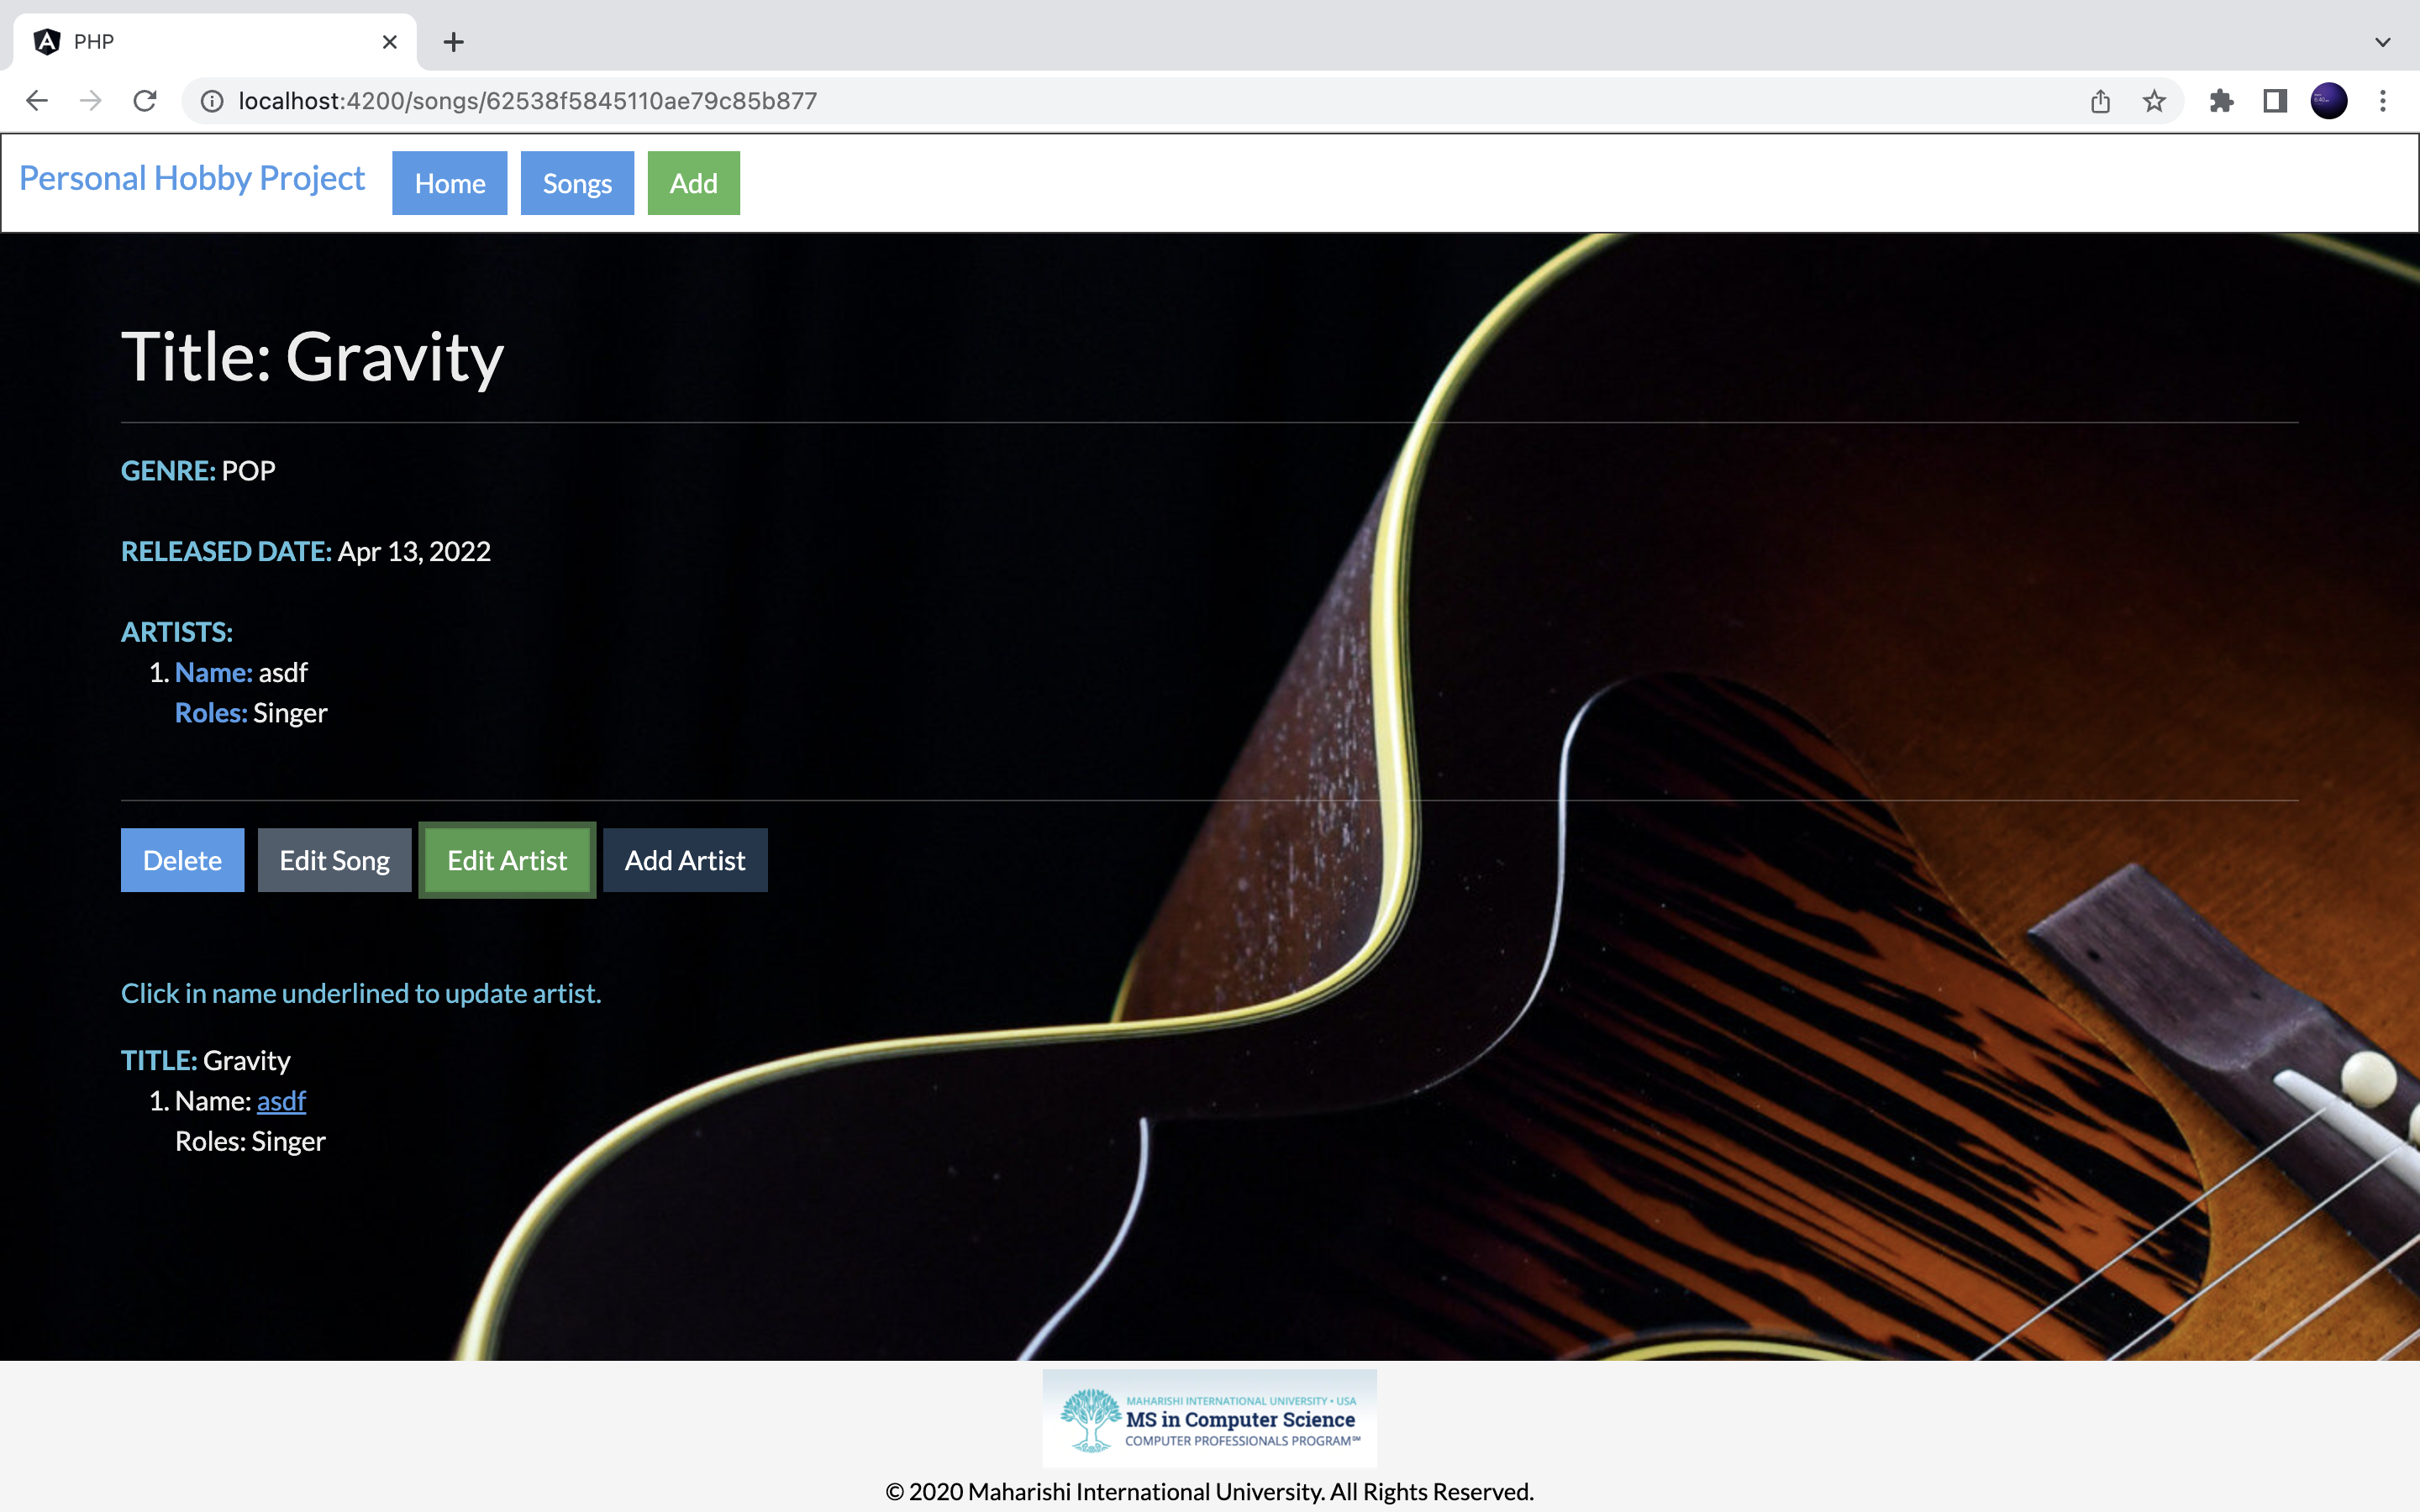 PHP
localhost:4200/songs/62538f5845110ae79c85b877
Personal Hobby Project Home Songs Add
Title: Gravity
GENRE: POP
RELEASED DATE: Apr 13, 2022
ARTISTS:
1. Name: asdf
Roles: Singer
Delete Edit Song Edit Artist Add Artist
Click in name underlined to update artist.
TITLE: Gravity
1. Name: asdf
Roles: Singer
MAHARISHI INTERNATIONAL UNIVERSITY • USA
MS in Computer Science
COMPUTER PROFESSIONALS PROGRAM℠
© 2020 Maharishi International University. All Rights Reserved.